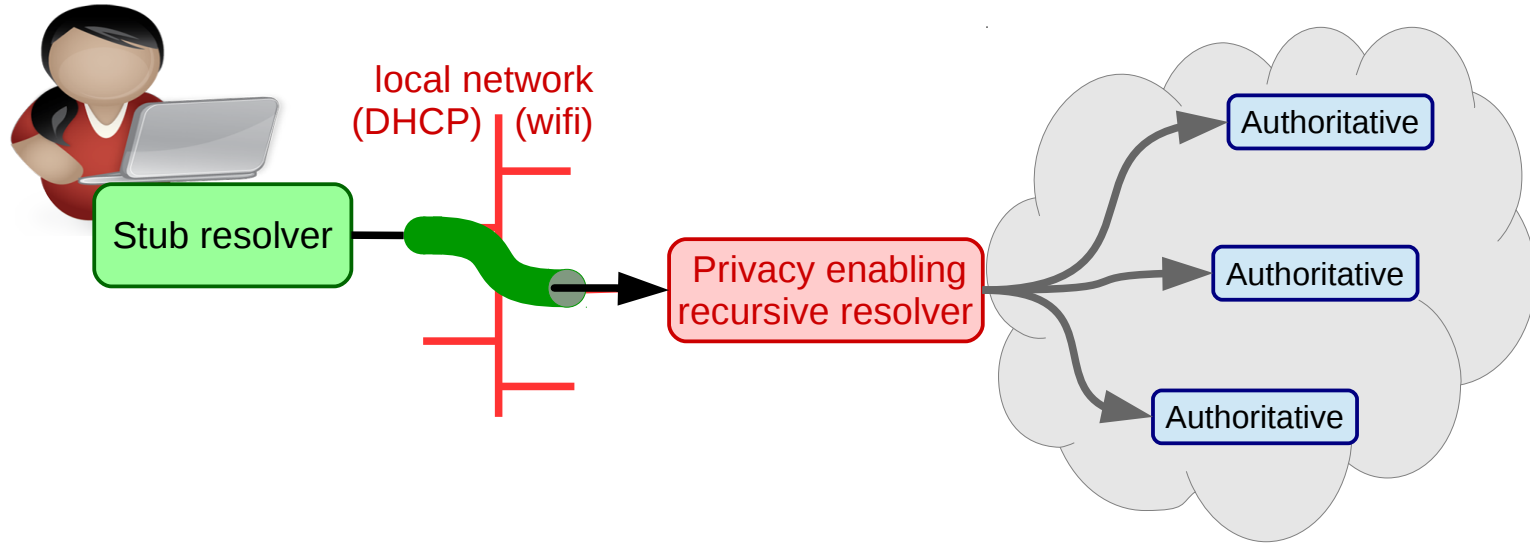 local network
(DHCP) (wifi)
Stub resolver
Privacy enabling
recursive resolver
Authoritative
Authoritative
Authoritative